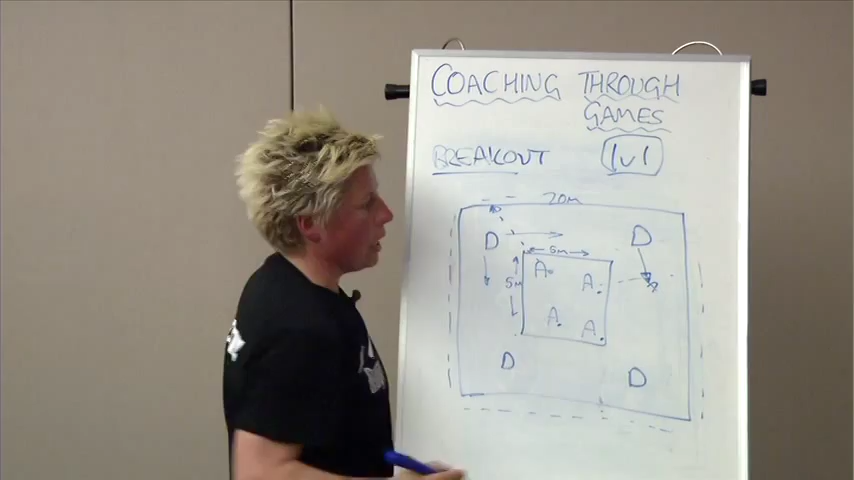 COACHING THROUGH
GAMES
BREAKOUT 1v1
20m
D D
5m
A A
5m
A A
D D